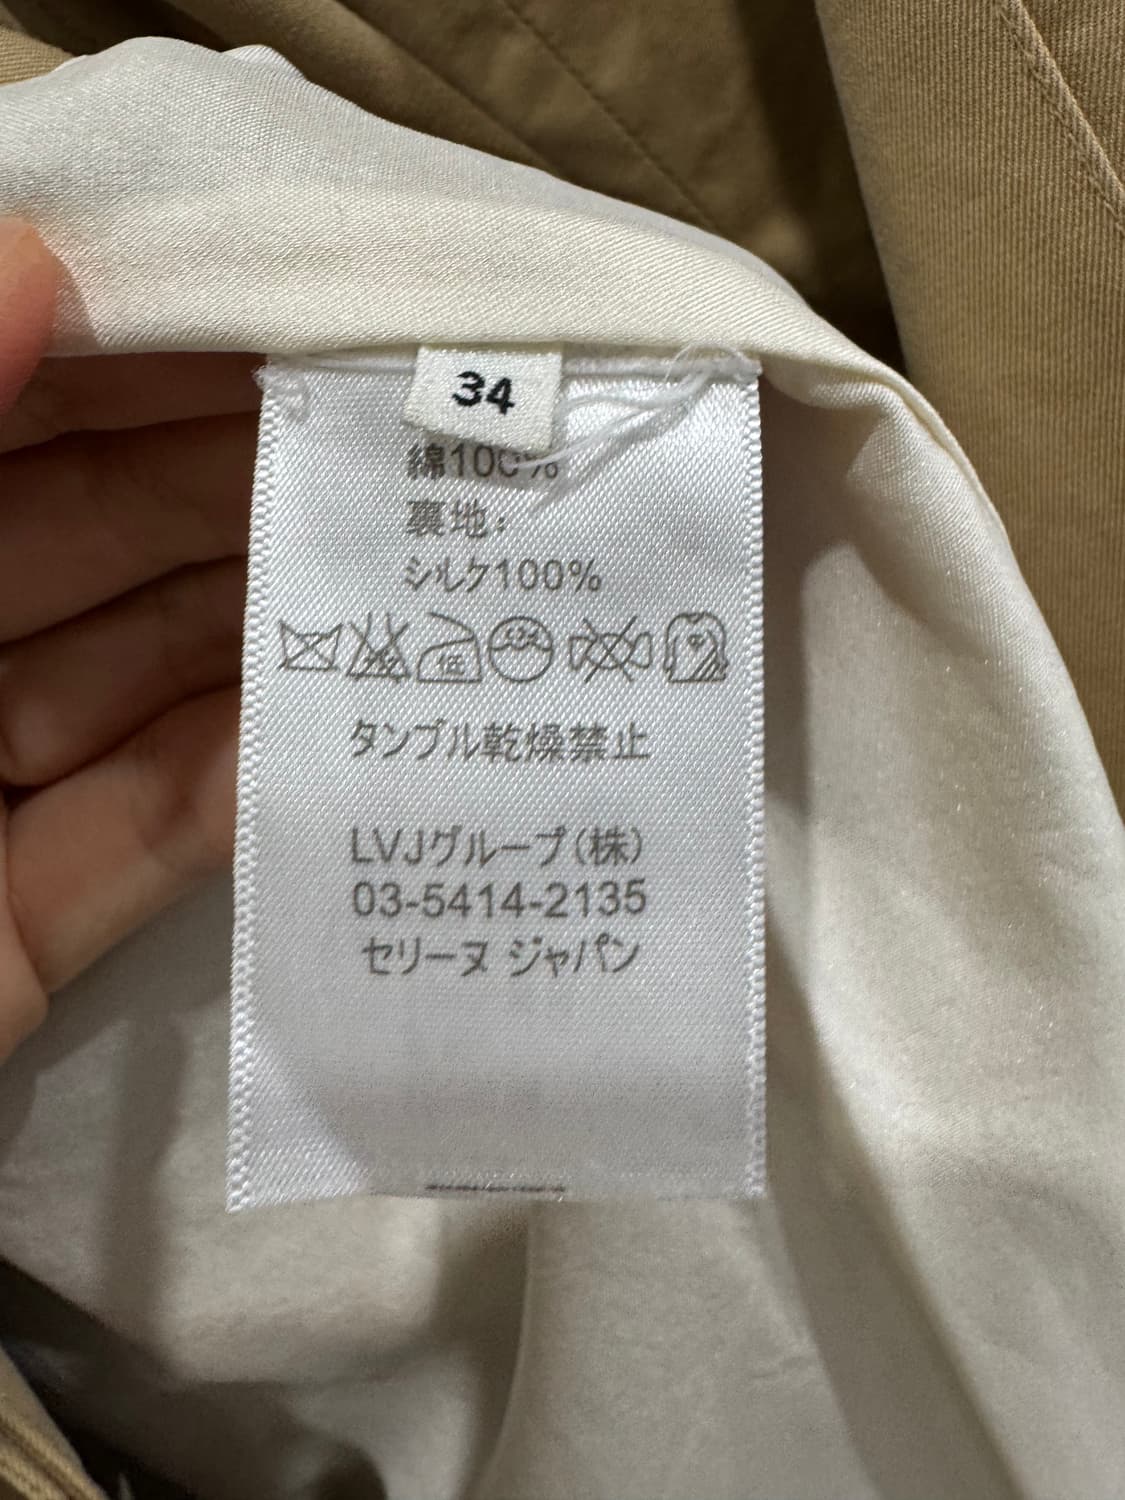 34
綿100%
裏地:
シルク100%
低
タンブル乾燥禁止
LVJグループ(株)
03-5414-2135
セリーヌ ジャパン